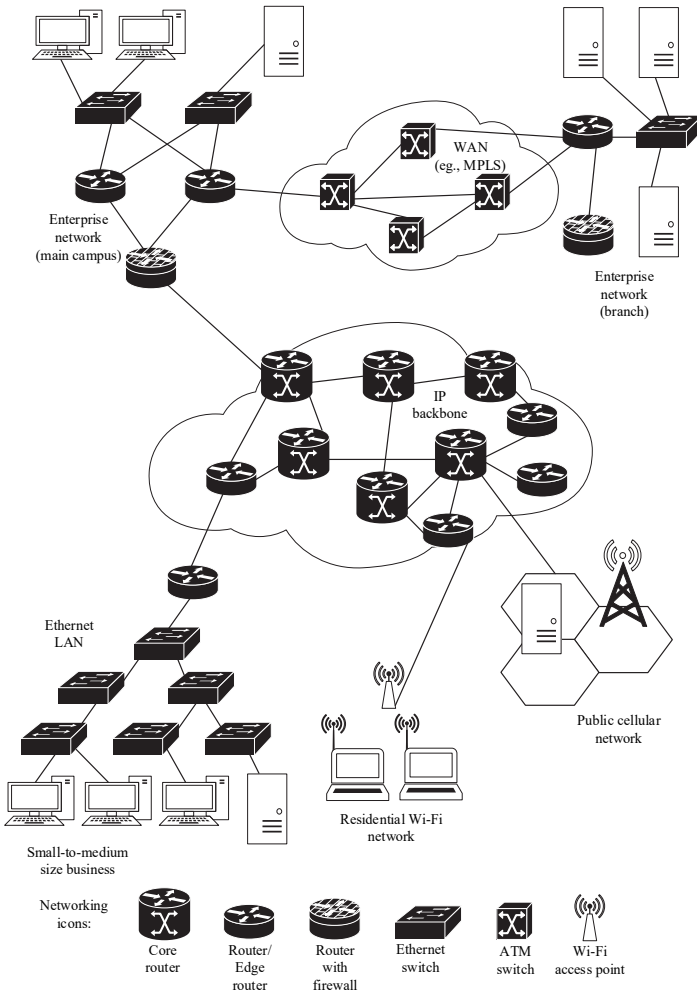 WAN
(eg., MPLS)
Enterprise
network
(main campus)
Enterprise
network
(branch)
IP
backbone
Ethernet
LAN
Public cellular
network
Residential Wi-Fi
network
Small-to-medium
size business
Networking
icons:
Core
router
Router/
Edge
router
Router
with
firewall
Ethernet
switch
ATM
switch
Wi-Fi
access point